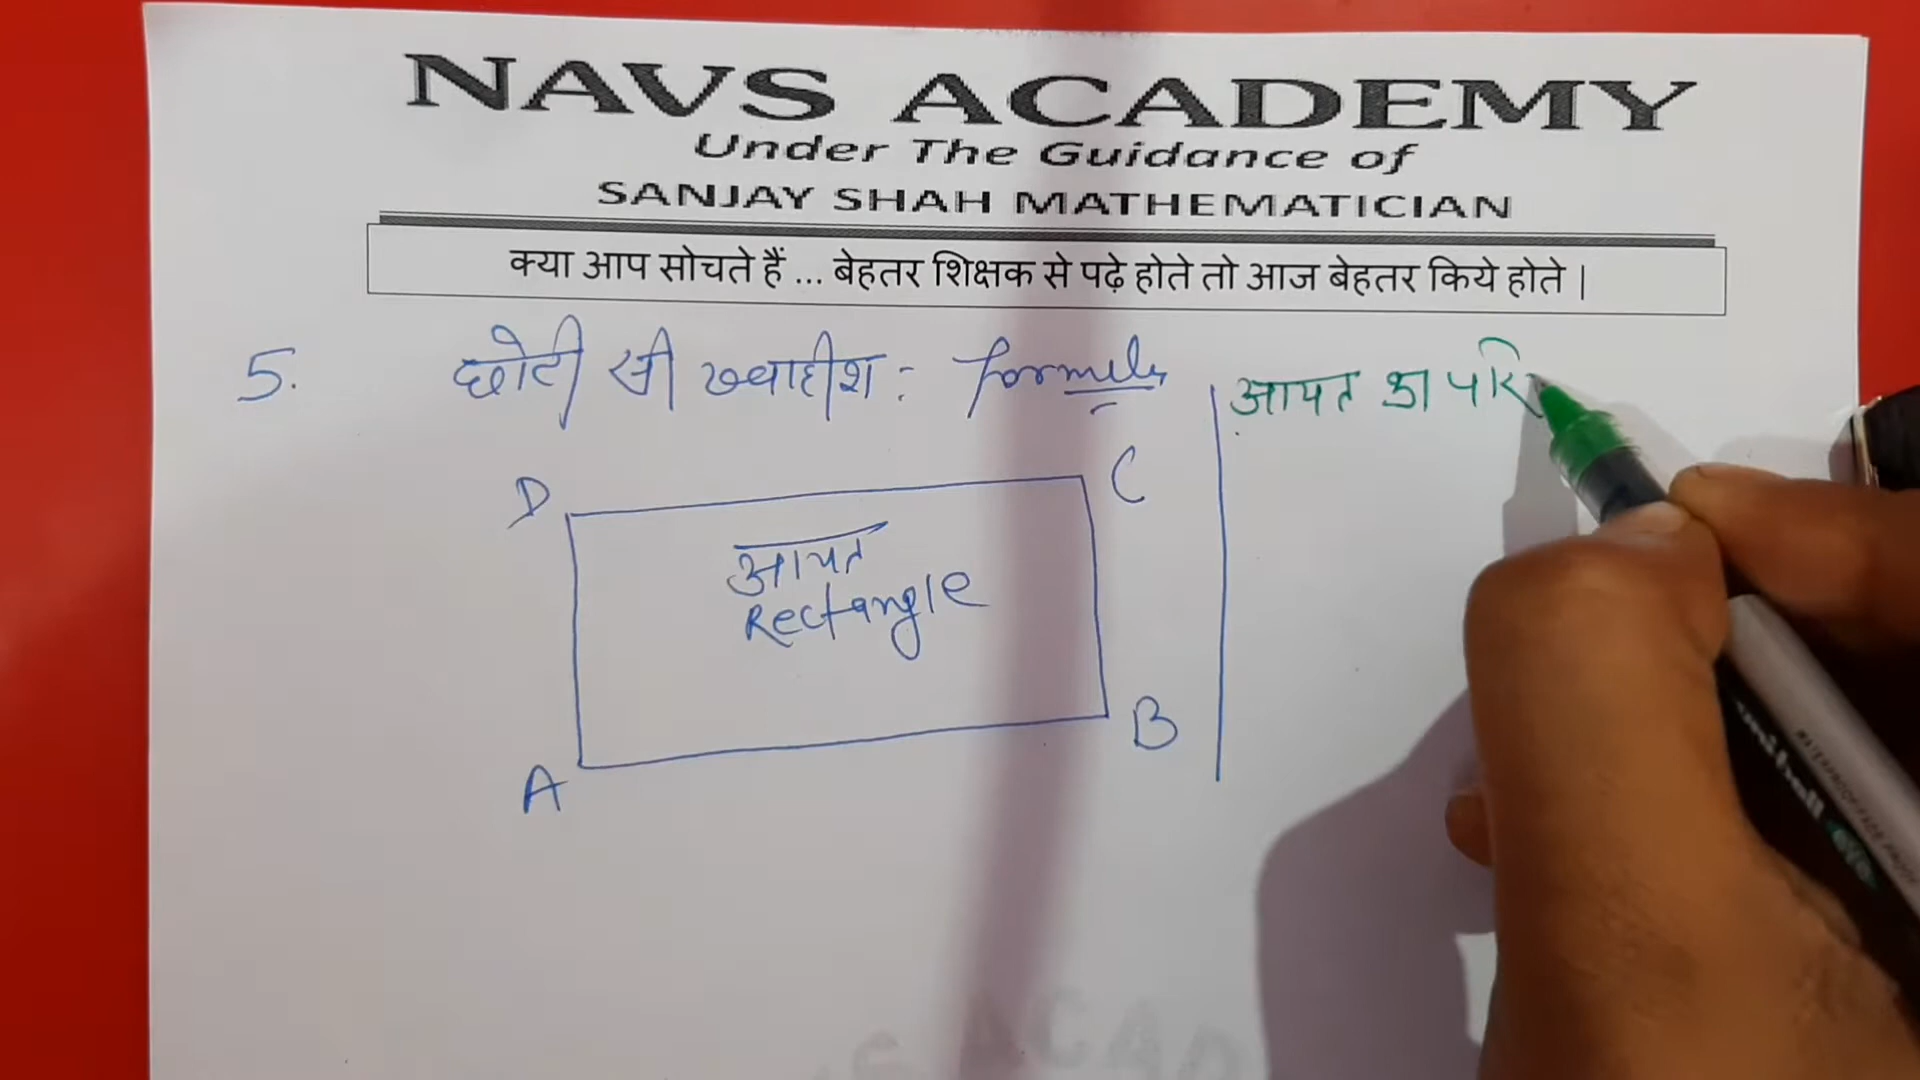 NAVS ACADEMY
Under The Guidance of
SANJAY SHAH MATHEMATICIAN
क्या आप सोचते हैं ... बेहतर शिक्षक से पढ़े होते तो आज बेहतर किये होते |
5. छोटी सी ख्वाहीश : formula
आयत का परि
D
C
आयत
Rectangle
B
A